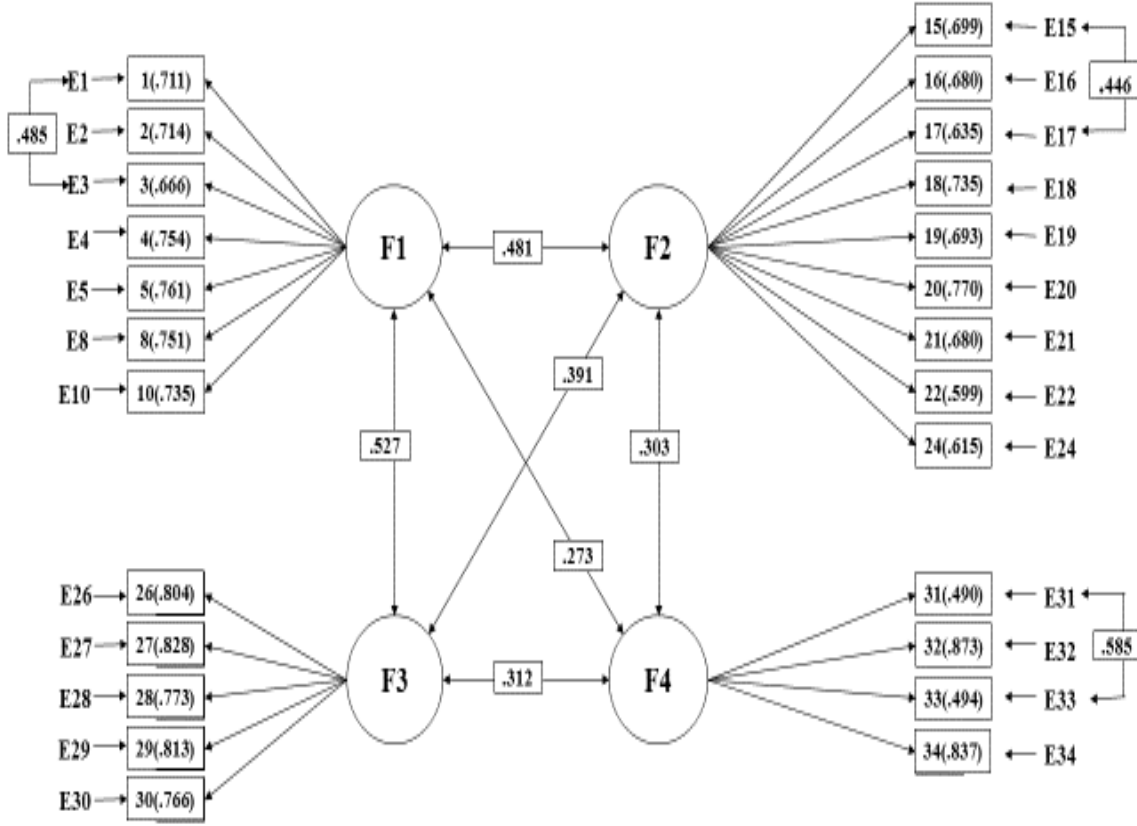 E1 1(.711)
.485
E2 2(.714)
E3 3(.666)
E4 4(.754)
E5 5(.761)
E8 8(.751)
E10 10(.735)
15(.699) E15
16(.680) E16
.446
17(.635) E17
18(.735) E18
19(.693) E19
20(.770) E20
21(.680) E21
22(.599) E22
24(.615) E24
F1
.481
F2
.391
.527
.303
.273
E26 26(.804)
E27 27(.828)
E28 28(.773)
E29 29(.813)
E30 30(.766)
F3
.312
F4
31(.490) E31
32(.873) E32
.585
33(.494) E33
34(.837) E34